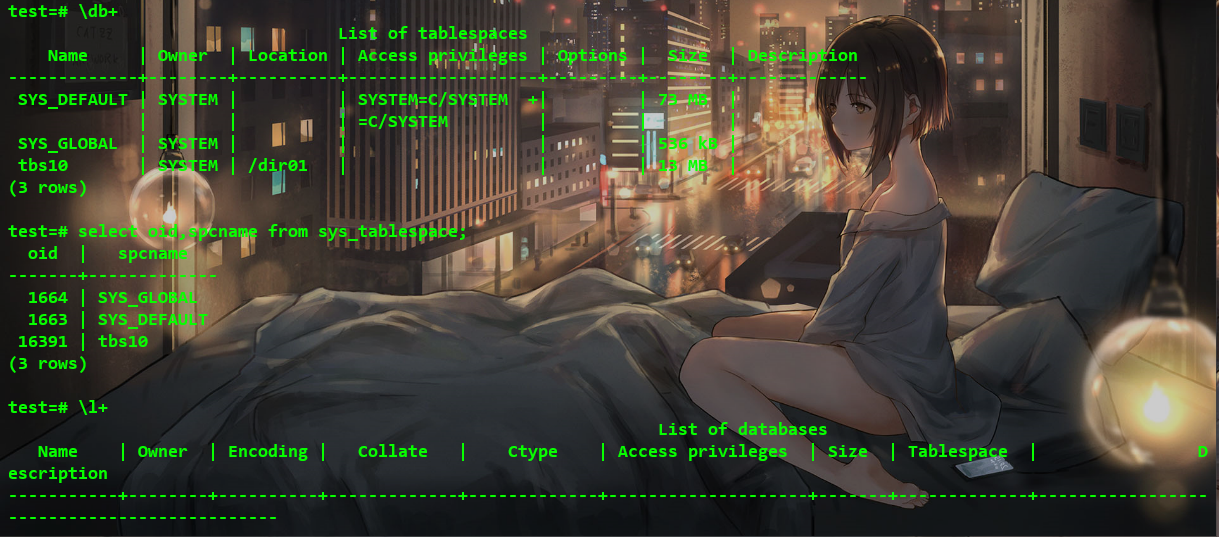 test=# \db+
List of tablespaces
Name | Owner | Location | Access privileges | Options | Size | Description
-------------+--------+----------+-------------------+---------+--------+-------------
SYS_DEFAULT | SYSTEM | | SYSTEM=C/SYSTEM +| | 73 MB |
| | | =C/SYSTEM | | |
SYS_GLOBAL | SYSTEM | | | | 536 kB |
tbs10 | SYSTEM | /dir01 | | | 13 MB |
(3 rows)
test=# select oid,spcname from sys_tablespace;
oid | spcname
-------+-------------
1664 | SYS_GLOBAL
1663 | SYS_DEFAULT
16391 | tbs10
(3 rows)
test=# \l+
List of databases
Name | Owner | Encoding | Collate | Ctype | Access privileges | Size | Tablespace | D
escription
-----------+--------+----------+-------------+-------------+--------------------+-------+-------------+-----------------
---------------------------